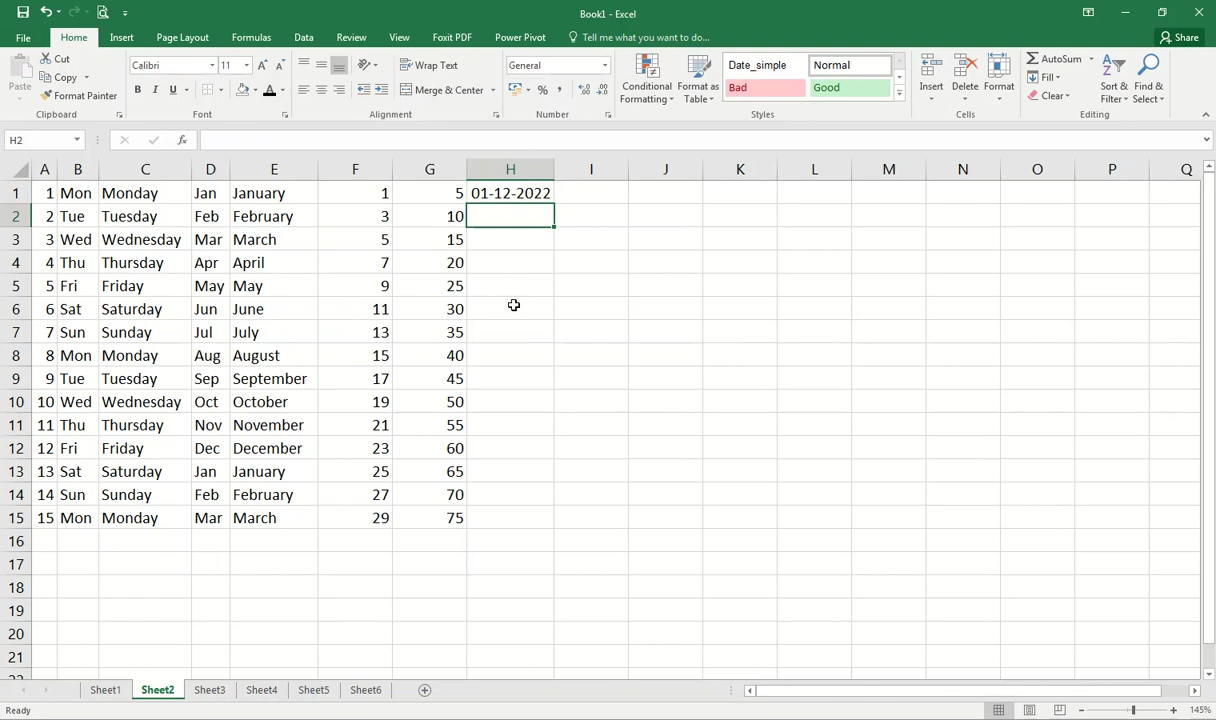 Book1 - Excel
File Home Insert Page Layout Formulas Data Review View Foxit PDF Power Pivot Tell me what you want to do... Share
Paste
Cut
Copy
Format Painter
Clipboard
Calibri 11
B I U
Font
Wrap Text
Merge & Center
Alignment
General
Number
Conditional Formatting
Format as Table
Date_simple Normal
Bad Good
Styles
Insert Delete Format
Cells
AutoSum
Fill
Clear
Sort & Filter
Find & Select
Editing
H2 fx
A B C D E F G H I J K L M N O P Q
1 1 Mon Monday Jan January 1 5 01-12-2022
2 2 Tue Tuesday Feb February 3 10
3 3 Wed Wednesday Mar March 5 15
4 4 Thu Thursday Apr April 7 20
5 5 Fri Friday May May 9 25
6 6 Sat Saturday Jun June 11 30
7 7 Sun Sunday Jul July 13 35
8 8 Mon Monday Aug August 15 40
9 9 Tue Tuesday Sep September 17 45
10 10 Wed Wednesday Oct October 19 50
11 11 Thu Thursday Nov November 21 55
12 12 Fri Friday Dec December 23 60
13 13 Sat Saturday Jan January 25 65
14 14 Sun Sunday Feb February 27 70
15 15 Mon Monday Mar March 29 75
16
17
18
19
20
21
22
Sheet1 Sheet2 Sheet3 Sheet4 Sheet5 Sheet6
Ready 145%